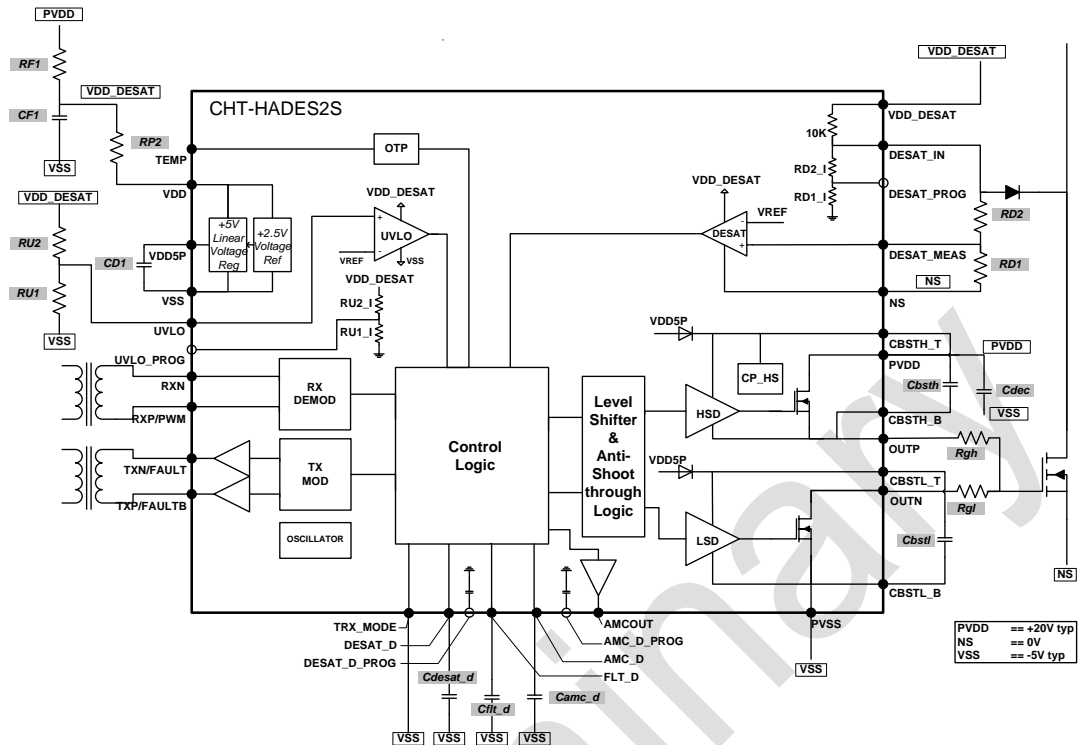 PVDD
RF1
VDD_DESAT
CF1
RP2
VSS
TEMP
VDD
VDD_DESAT
RU2
CD1
VDD5P
RU1
VSS
VSS
UVLO
UVLO_PROG
RXN
RXP/PWM
TXN/FAULT
TXP/FAULTB
CHT-HADES2S
OTP
+5V
Linear
Voltage
Reg
+2.5V
Voltage
Ref
VDD_DESAT
+
UVLO
-
VREF
VSS
VDD_DESAT
RU2_I
RU1_I
RX
DEMOD
TX
MOD
OSCILLATOR
Control
Logic
Level
Shifter
&
Anti-
Shoot
through
Logic
VDD_DESAT
-
VREF
DESAT
+
10K
RD2_I
RD1_I
VDD5P
CP_HS
HSD
VDD5P
LSD
VDD_DESAT
VDD_DESAT
DESAT_IN
DESAT_PROG
RD2
DESAT_MEAS
RD1
NS
NS
CBSTH_T
PVDD
PVDD
Cbsth
Cdec
CBSTH_B
VSS
OUTP
Rgh
CBSTL_T
OUTN
Rgl
Cbstl
CBSTL_B
NS
TRX_MODE
DESAT_D
DESAT_D_PROG
Cdesat_d
Cflt_d
Camc_d
AMCOUT
AMC_D_PROG
AMC_D
FLT_D
PVSS
VSS
VSS
VSS
VSS
VSS
PVDD == +20V typ
NS == 0V
VSS == -5V typ